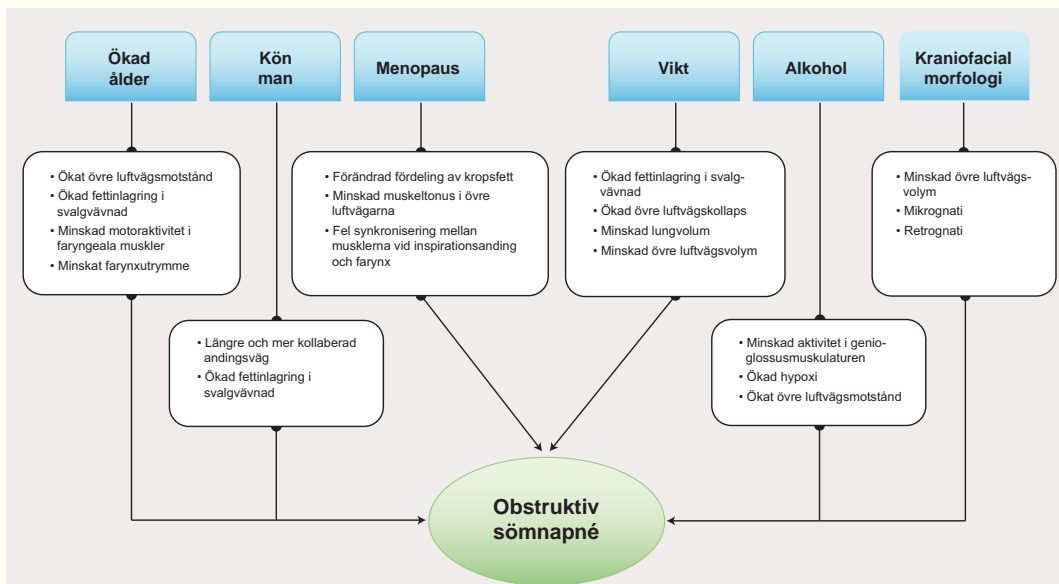 Ökad
ålder
Kön
man
Menopaus
Vikt
Alkohol
Kraniofacial
morfologi
• Ökat övre luftvägsmotstånd
• Ökad fettinlagring i
svalgvävnad
• Minskad motoraktivitet i
faryngeala muskler
• Minskat farynxutrymme
• Förändrad fördeling av kropsfett
• Minskad muskeltonus i övre
luftvägarna
• Fel synkronisering mellan
musklerna vid inspirationsanding
och farynx
• Ökad fettinlagring i svalg-
vävnad
• Ökad övre luftvägskollaps
• Minskad lungvolum
• Minskad övre luftvägsvolym
• Minskad övre luftvägs-
volym
• Mikrognati
• Retrognati
• Längre och mer kollaberad
andingsväg
• Ökad fettinlagring i
svalgvävnad
• Minskad aktivitet i genio-
glossusmuskulaturen
• Ökad hypoxi
• Ökat övre luftvägsmotstånd
Obstruktiv
sömnapné